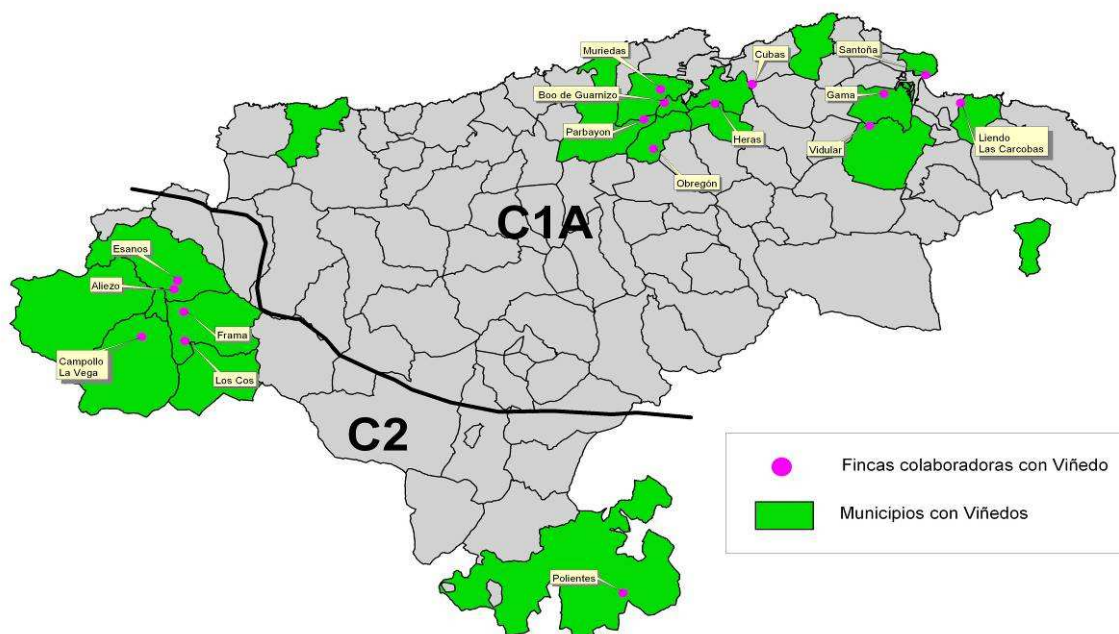 Muriedas
Cubas
Santoña
Boo de Guarnizo
Gama
Parbayon
Heras
Vidular
Liendo
Las Carcobas
Obregón
C1A
Esanos
Aliezo
Frama
Campollo
La Vega
Los Cos
C2
Fincas colaboradoras con Viñedo
Municipios con Viñedos
Polientes